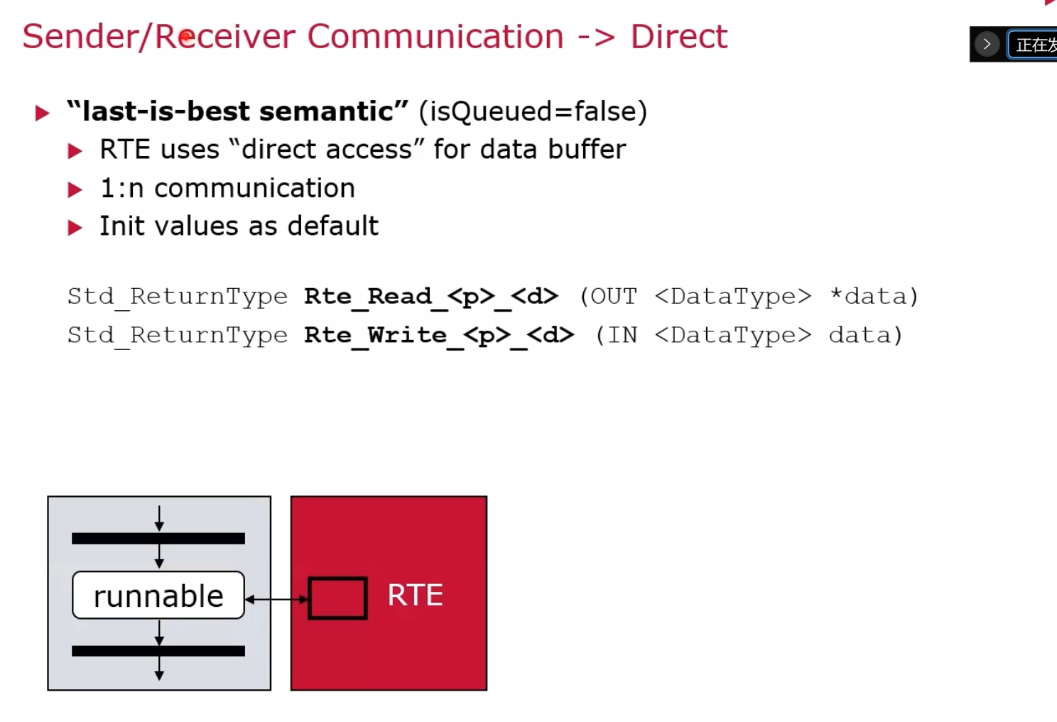 Sender/Receiver Communication -> Direct
正在发
“last-is-best semantic” (isQueued=false)
RTE uses “direct access” for data buffer
1:n communication
Init values as default
Std_ReturnType Rte_Read_<p>_<d> (OUT <DataType> *data)
Std_ReturnType Rte_Write_<p>_<d> (IN <DataType> data)
runnable
RTE